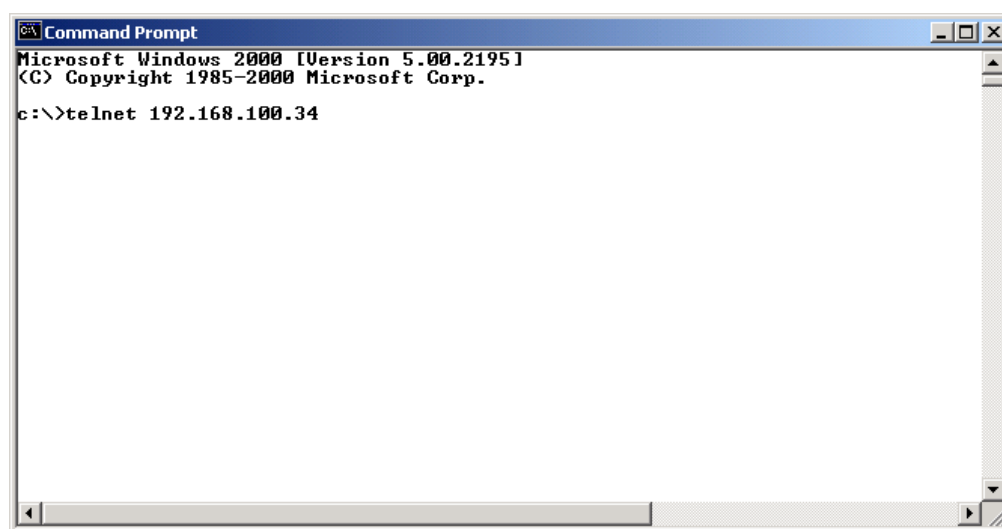 Command Prompt
Microsoft Windows 2000 [Version 5.00.2195]
(C) Copyright 1985-2000 Microsoft Corp.
c:\>telnet 192.168.100.34